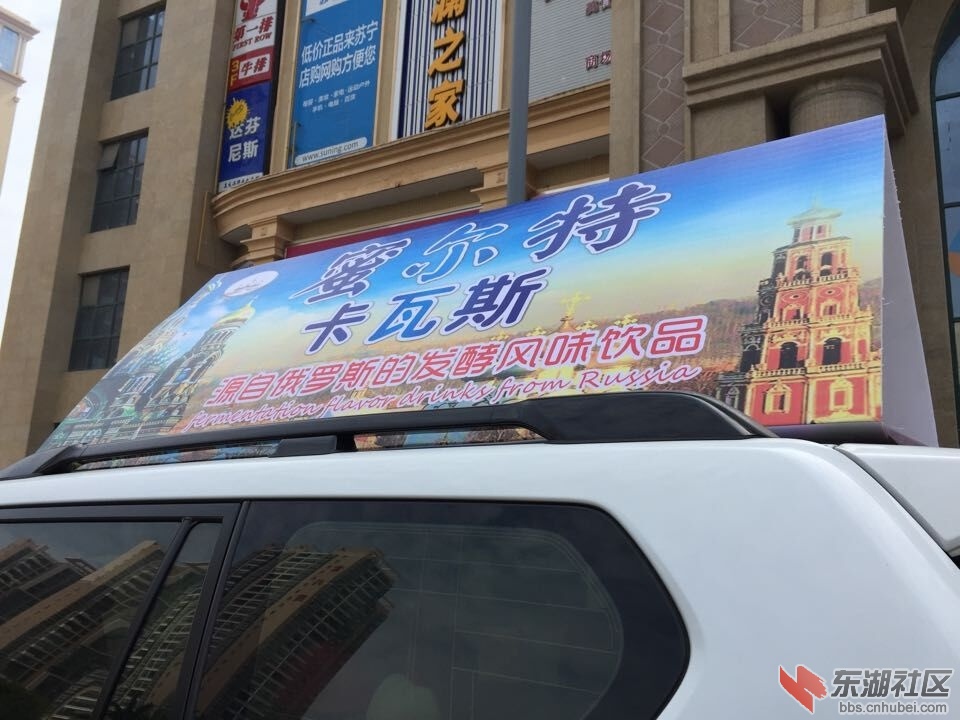 第一排
FIRST ROW
牛排
3F
达芬
尼斯
低价正品来苏宁
店购网购方便您
www.suning.com
之家
蜜尔特
卡瓦斯
源自俄罗斯的发酵风味饮品
fermentation flavor drinks from Russia
东湖社区
bbs.cnhubei.com